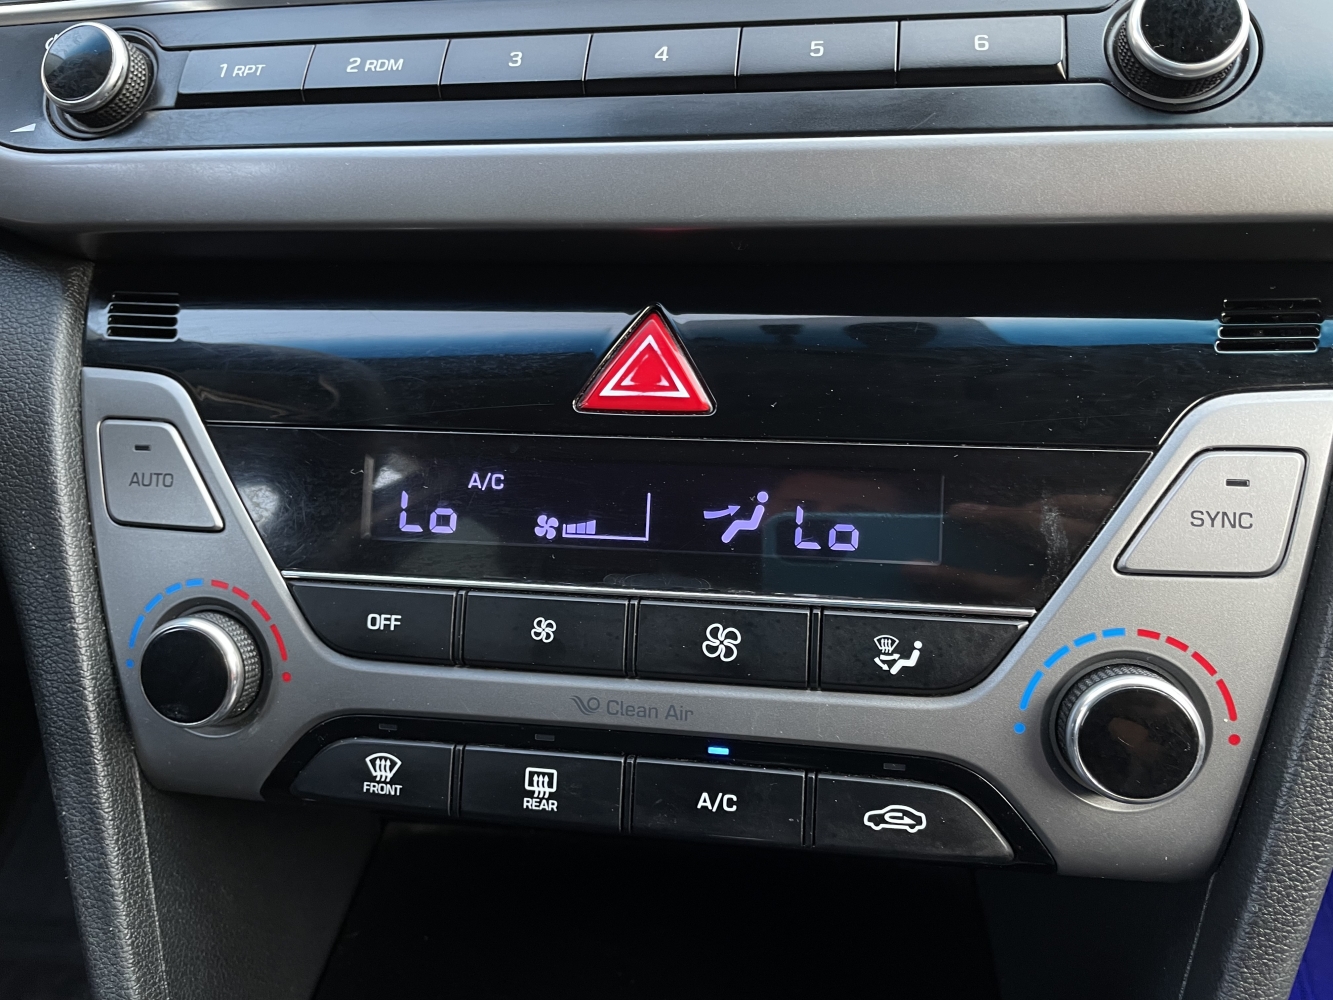 1 RPT
2 RDM
3
4
5
6
AUTO
A/C
Lo
Lo
SYNC
OFF
Clean Air
FRONT
REAR
A/C